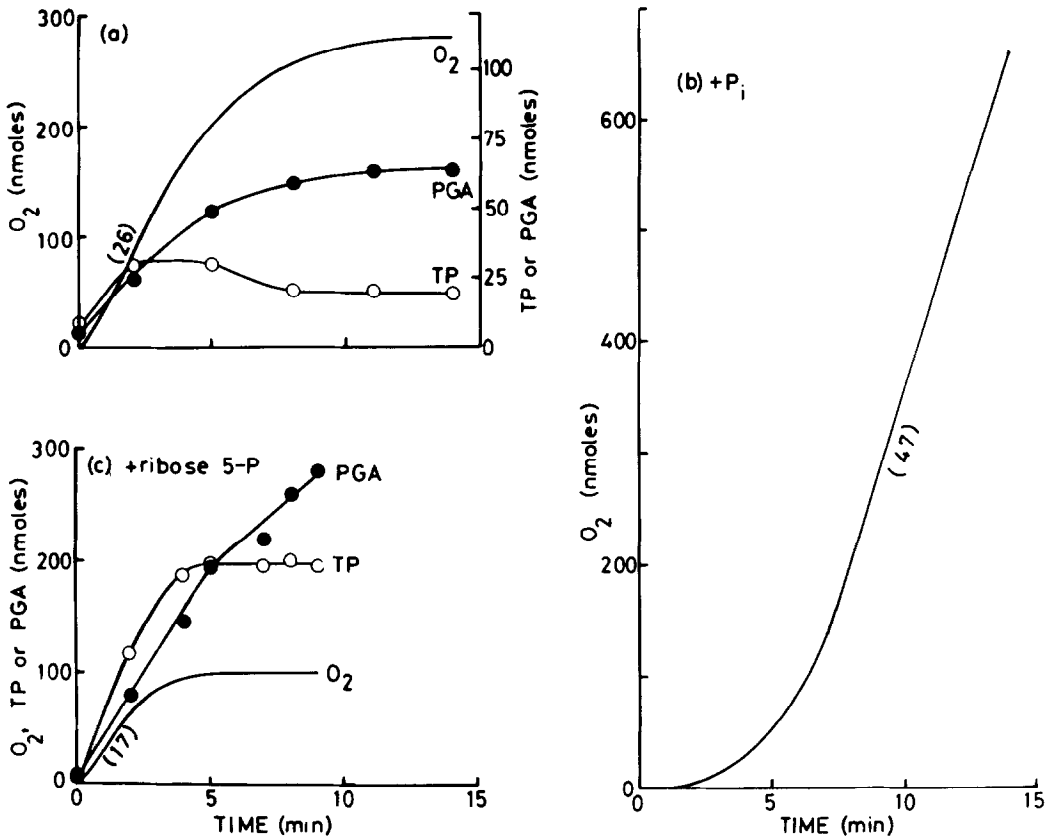 (a)
300
200
100
0
O₂ (nmoles)
O₂
PGA
TP
(26)
100
75
50
25
0
TP or PGA (nmoles)
(b) +Pᵢ
600
400
200
0
O₂ (nmoles)
(47)
0
5
10
15
TIME (min)
(c) +ribose 5-P
300
200
100
0
O₂, TP or PGA (nmoles)
PGA
TP
O₂
(17)
0
5
10
15
TIME (min)